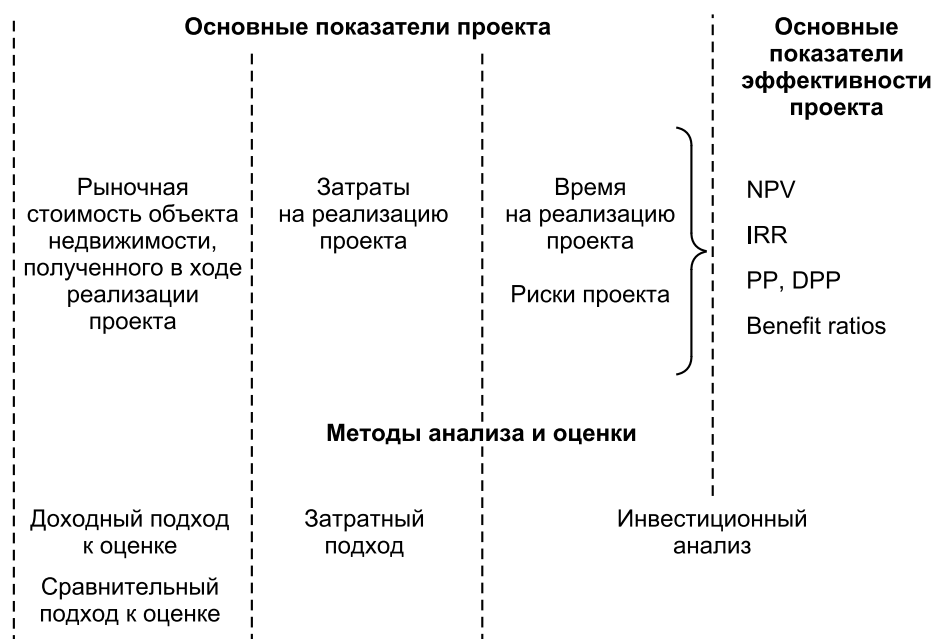 Основные показатели проекта
Основные
показатели
эффективности
проекта
Рыночная
стоимость объекта
недвижимости,
полученного в ходе
реализации
проекта
Затраты
на реализацию
проекта
Время
на реализацию
проекта
Риски проекта
NPV
IRR
PP, DPP
Benefit ratios
Методы анализа и оценки
Доходный подход
к оценке
Сравнительный
подход к оценке
Затратный
подход
Инвестиционный
анализ